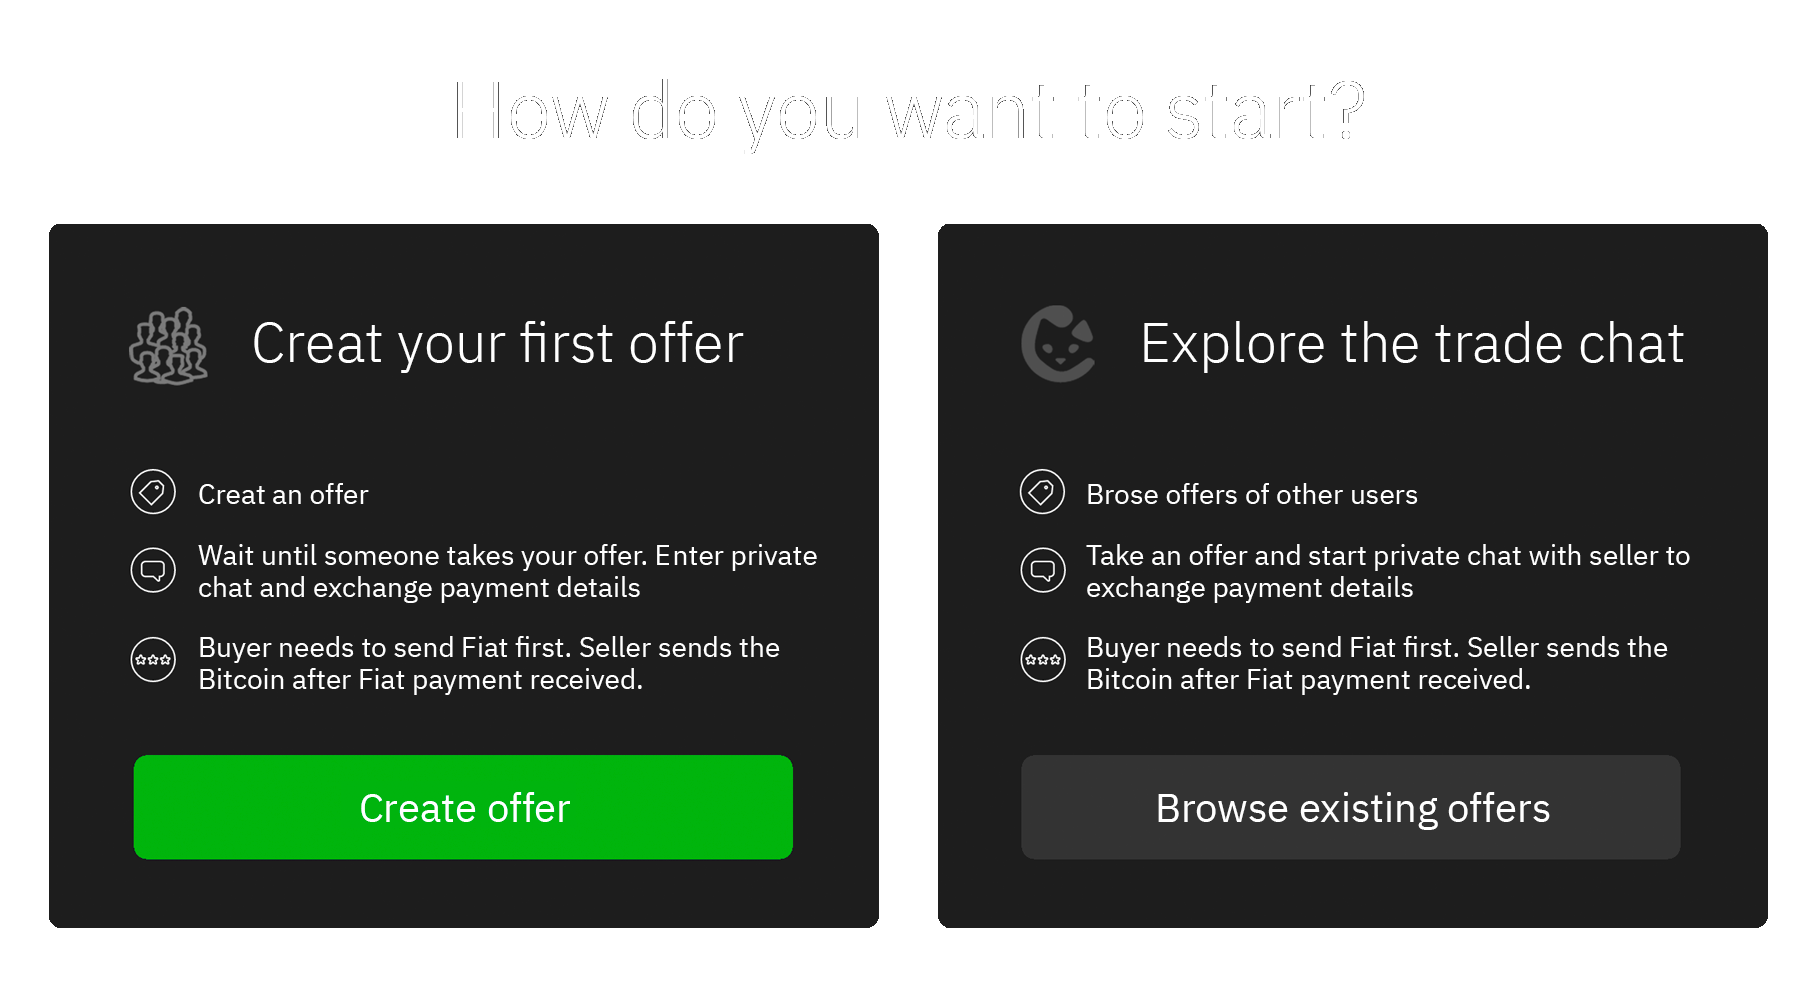 How do you want to start?
Creat your first offer
Creat an offer
Wait until someone takes your offer. Enter private
chat and exchange payment details
Buyer needs to send Fiat first. Seller sends the
Bitcoin after Fiat payment received.
Create offer
Explore the trade chat
Brose offers of other users
Take an offer and start private chat with seller to
exchange payment details
Buyer needs to send Fiat first. Seller sends the
Bitcoin after Fiat payment received.
Browse existing offers